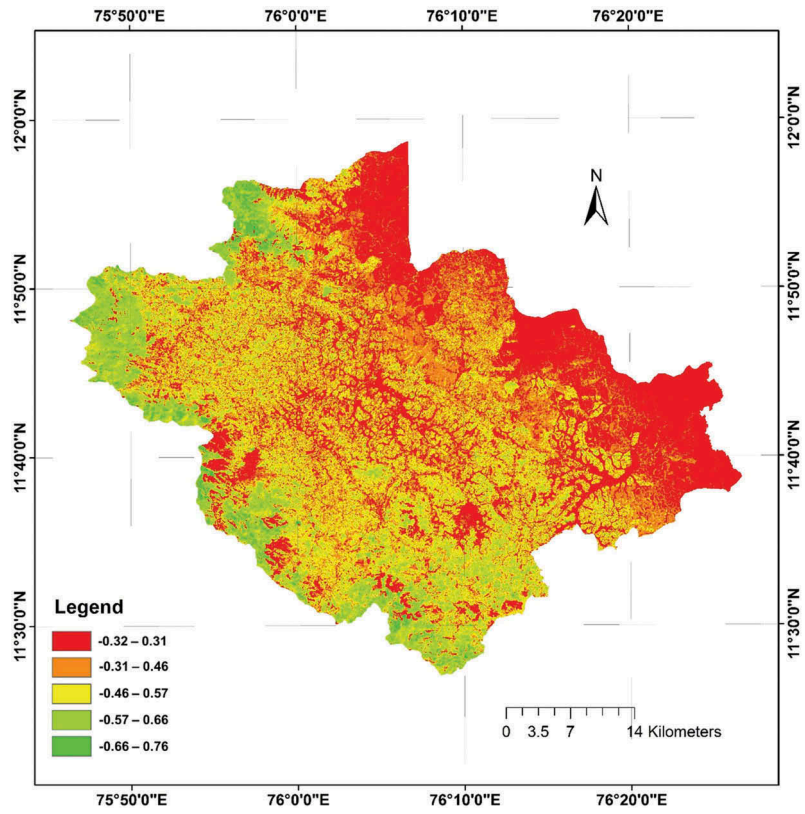 75°50'0"E 76°0'0"E 76°10'0"E 76°20'0"E
12°0'0"N 12°0'0"N
N
11°50'0"N 11°50'0"N
11°40'0"N 11°40'0"N
11°30'0"N 11°30'0"N
Legend
-0.32 – 0.31
-0.31 – 0.46
-0.46 – 0.57
-0.57 – 0.66
-0.66 – 0.76
0 3.5 7 14 Kilometers
75°50'0"E 76°0'0"E 76°10'0"E 76°20'0"E